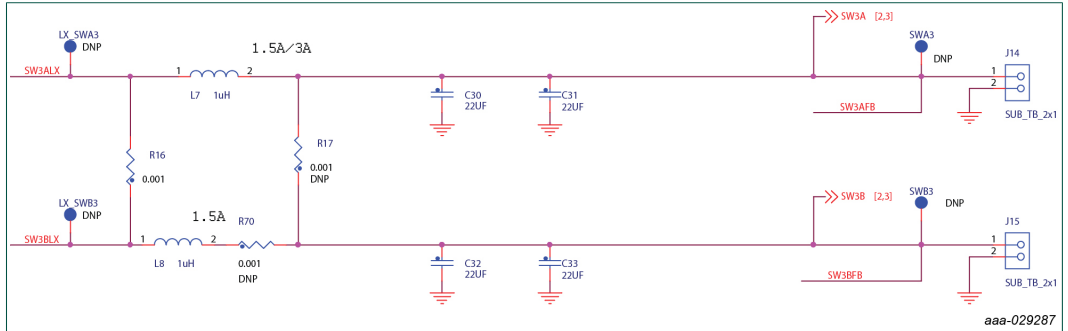 SW3A [2,3]
LX_SWA3
DNP
1.5A/3A
SWA3
DNP
J14
SW3ALX
1
2
L7 1uH
1
2
C30
22UF
C31
22UF
SW3AFB
SUB_TB_2x1
R16
0.001
R17
0.001
DNP
LX_SWB3
DNP
1.5A
R70
SW3B [2,3]
SWB3
DNP
J15
SW3BLX
1
2
L8 1uH
0.001
DNP
1
2
C32
22UF
C33
22UF
SW3BFB
SUB_TB_2x1
aaa-029287